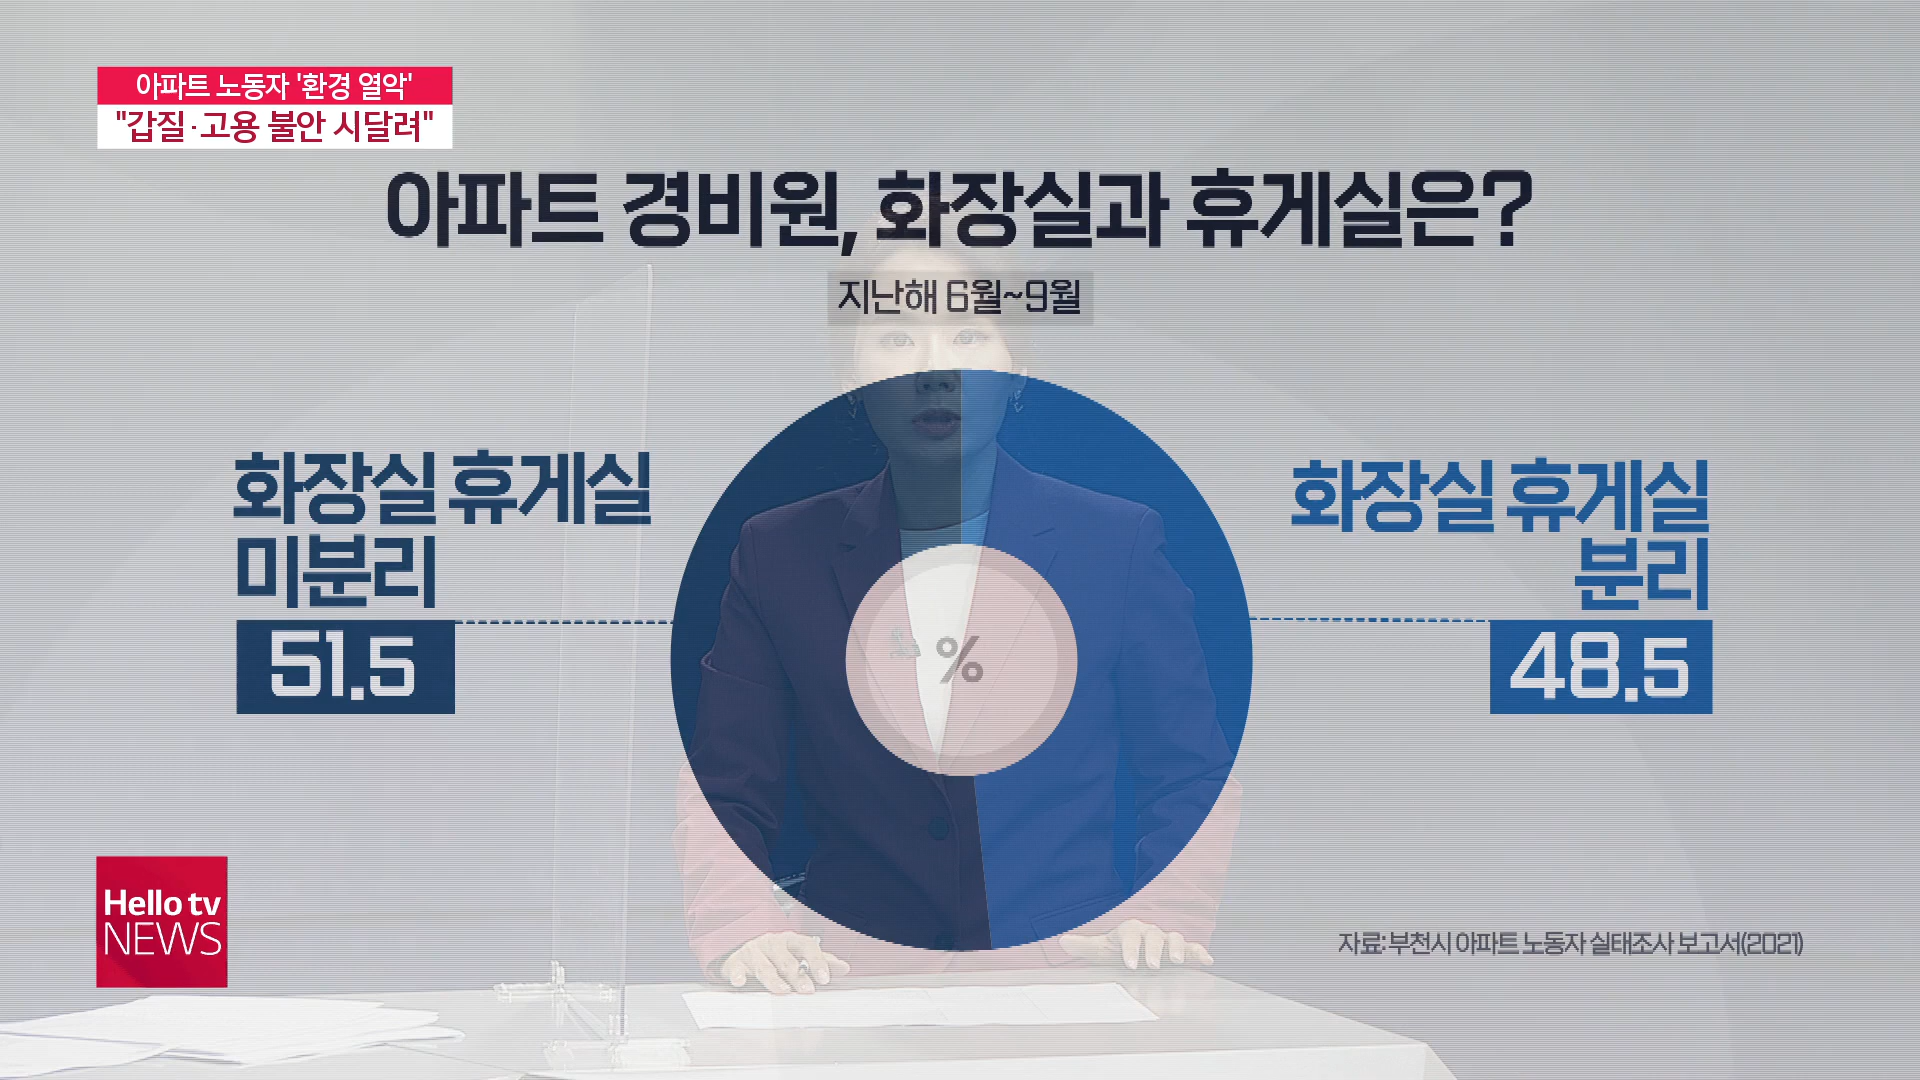 아파트 노동자 '환경 열악'
"갑질·고용 불안 시달려"
아파트 경비원, 화장실과 휴게실은?
지난해 6월~9월
화장실 휴게실
미분리
51.5
%
화장실 휴게실
분리
48.5
Hello tv
NEWS
자료:부천시 아파트 노동자 실태조사 보고서(2021)